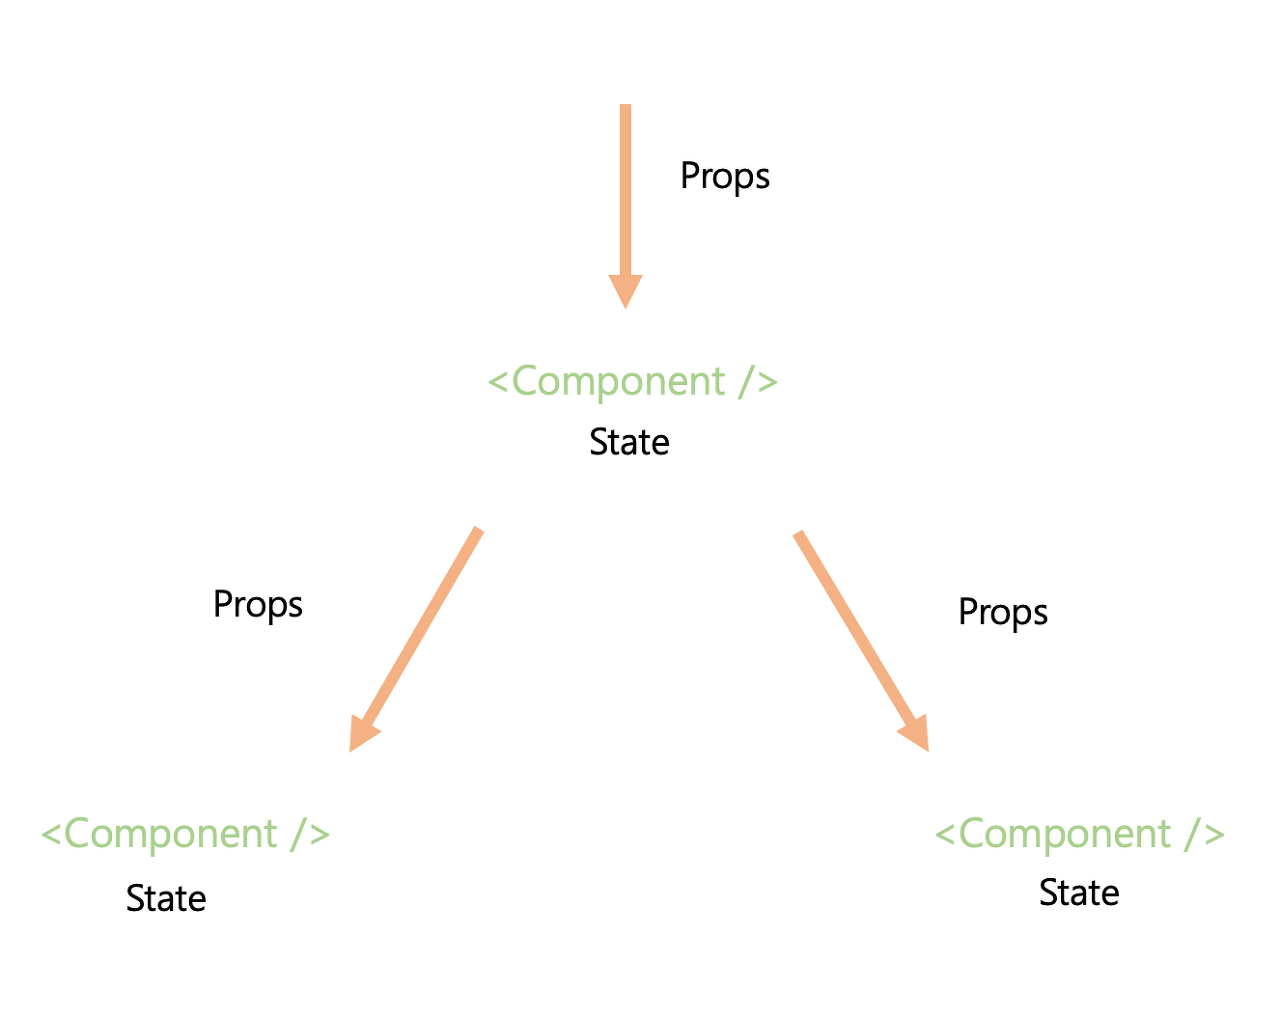 Props
<Component />
State
Props
Props
<Component />
<Component />
State
State